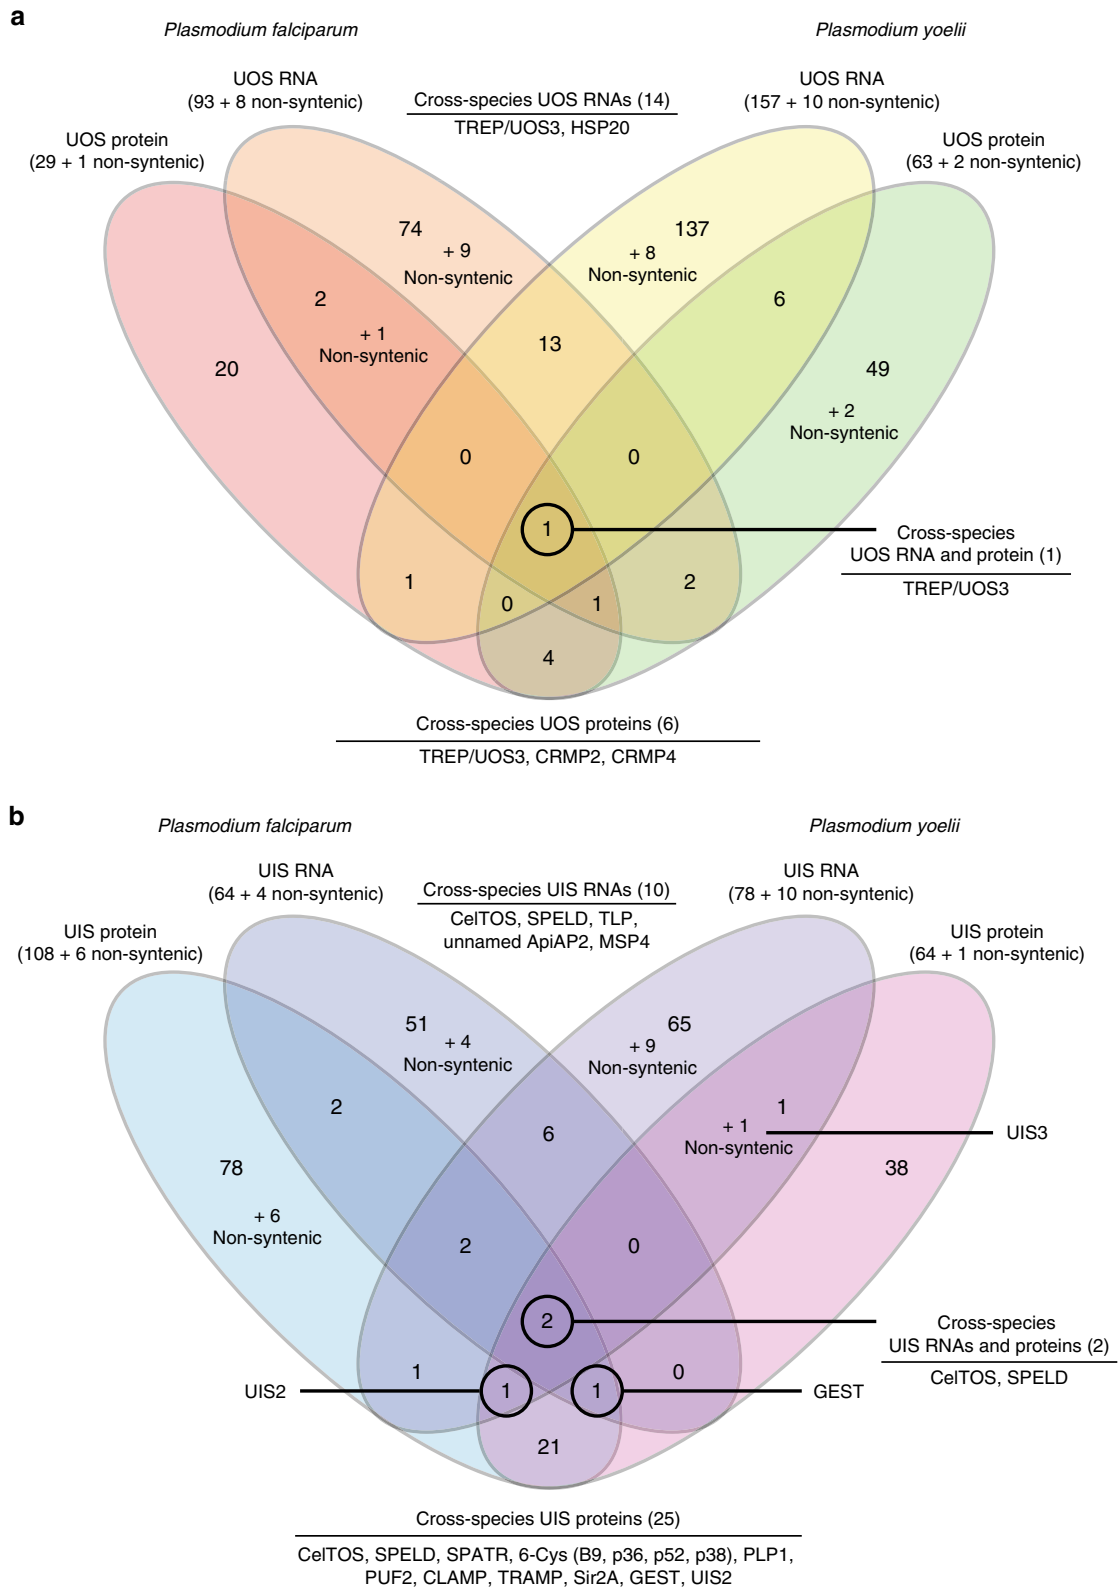 a
Plasmodium falciparum
Plasmodium yoelii
UOS RNA
(93 + 8 non-syntenic)
Cross-species UOS RNAs (14)
TREP/UOS3, HSP20
UOS RNA
(157 + 10 non-syntenic)
UOS protein
(29 + 1 non-syntenic)
UOS protein
(63 + 2 non-syntenic)
74
+ 9
Non-syntenic
137
+ 8
Non-syntenic
2
+ 1
Non-syntenic
6
13
20
49
+ 2
Non-syntenic
0
0
1
Cross-species
UOS RNA and protein (1)
TREP/UOS3
1
0
1
2
4
Cross-species UOS proteins (6)
TREP/UOS3, CRMP2, CRMP4
b
Plasmodium falciparum
Plasmodium yoelii
UIS RNA
(64 + 4 non-syntenic)
Cross-species UIS RNAs (10)
CelTOS, SPELD, TLP,
unnamed ApiAP2, MSP4
UIS RNA
(78 + 10 non-syntenic)
UIS protein
(108 + 6 non-syntenic)
UIS protein
(64 + 1 non-syntenic)
51
+ 4
Non-syntenic
65
+ 9
Non-syntenic
2
6
1
+ 1
Non-syntenic
UIS3
78
+ 6
Non-syntenic
38
2
0
2
Cross-species
UIS RNAs and proteins (2)
CelTOS, SPELD
1
0
UIS2
1
1
GEST
21
Cross-species UIS proteins (25)
CelTOS, SPELD, SPATR, 6-Cys (B9, p36, p52, p38), PLP1,
PUF2, CLAMP, TRAMP, Sir2A, GEST, UIS2